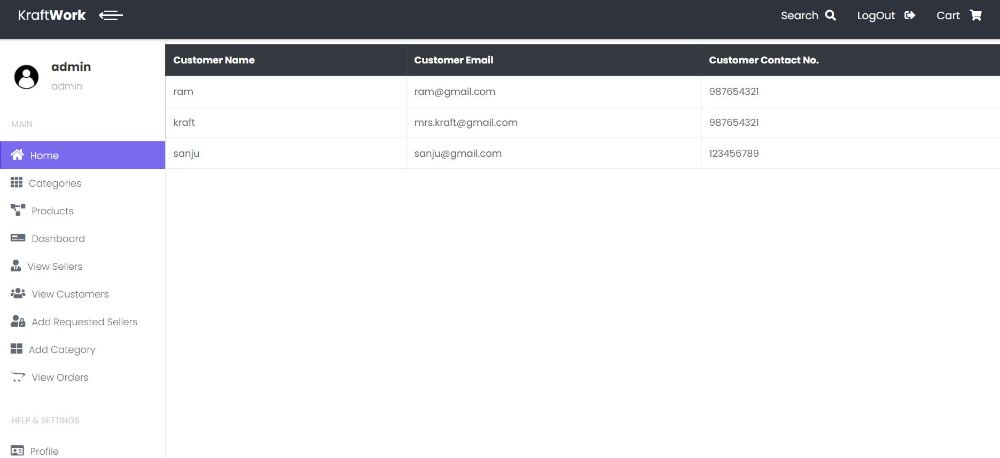 KraftWork
Search LogOut Cart
admin
admin
MAIN
Home
Categories
Products
Dashboard
View Sellers
View Customers
Add Requested Sellers
Add Category
View Orders
HELP & SETTINGS
Profile
Customer Name Customer Email Customer Contact No.
ram ram@gmail.com 987654321
kraft mrs.kraft@gmail.com 987654321
sanju sanju@gmail.com 123456789